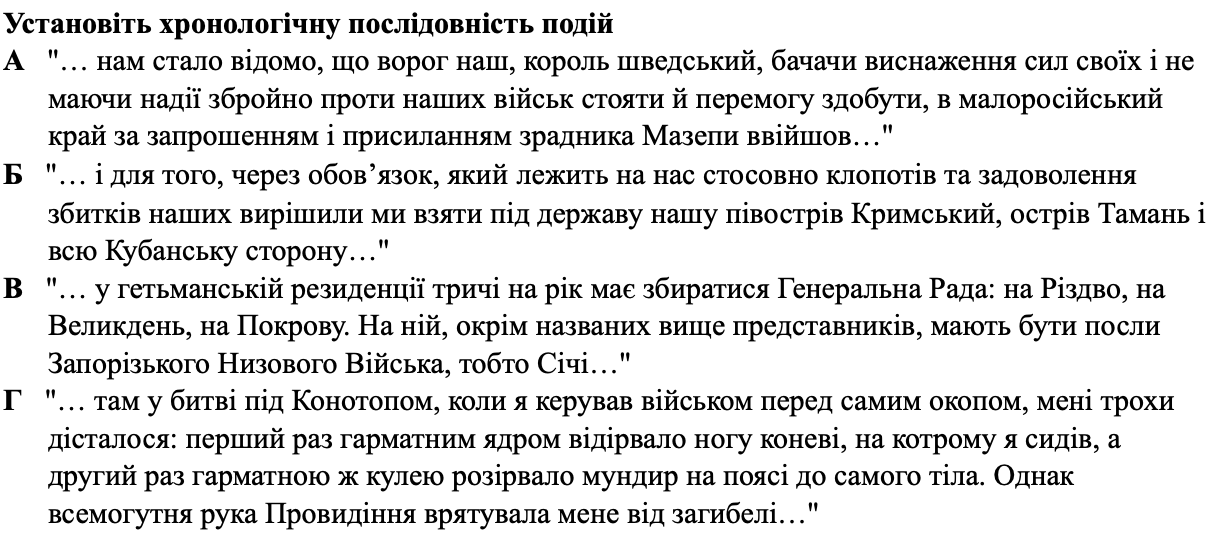 Установіть хронологічну послідовність подій
А "… нам стало відомо, що ворог наш, король шведський, бачачи виснаження сил своїх і не
маючи надії збройно проти наших військ стояти й перемогу здобути, в малоросійський
край за запрошенням і присиланням зрадника Мазепи ввійшов…"
Б "… і для того, через обов’язок, який лежить на нас стосовно клопотів та задоволення
збитків наших вирішили ми взяти під державу нашу півострів Кримський, острів Тамань і
всю Кубанську сторону…"
В "… у гетьманській резиденції тричі на рік має збиратися Генеральна Рада: на Різдво, на
Великдень, на Покрову. На ній, окрім названих вище представників, мають бути посли
Запорізького Низового Війська, тобто Січі…"
Г "… там у битві під Конотопом, коли я керував військом перед самим окопом, мені трохи
дісталося: перший раз гарматним ядром відірвало ногу коневі, на котрому я сидів, а
другий раз гарматною ж кулею розірвало мундир на поясі до самого тіла. Однак
всемогутня рука Провидіння врятувала мене від загибелі…"